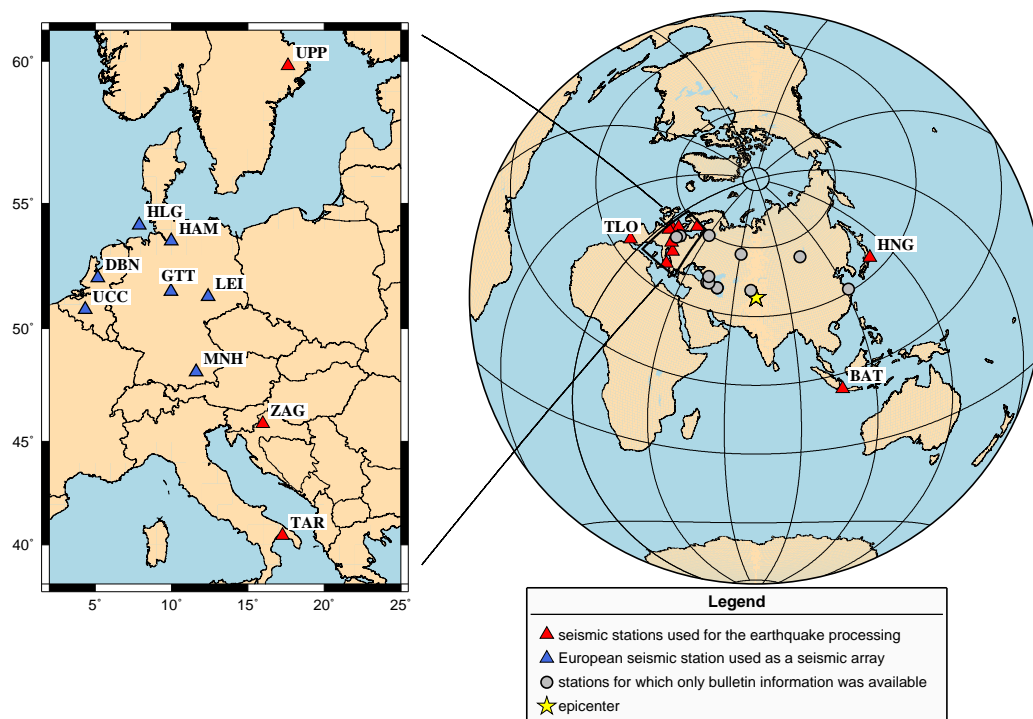 60˚
55˚
50˚
45˚
40˚
5˚
10˚
15˚
20˚
25˚
UPP
HLG
HAM
DBN
GTT
LEI
UCC
MNH
ZAG
TAR
TLO
HNG
BAT
Legend
seismic stations used for the earthquake processing
European seismic station used as a seismic array
stations for which only bulletin information was available
epicenter